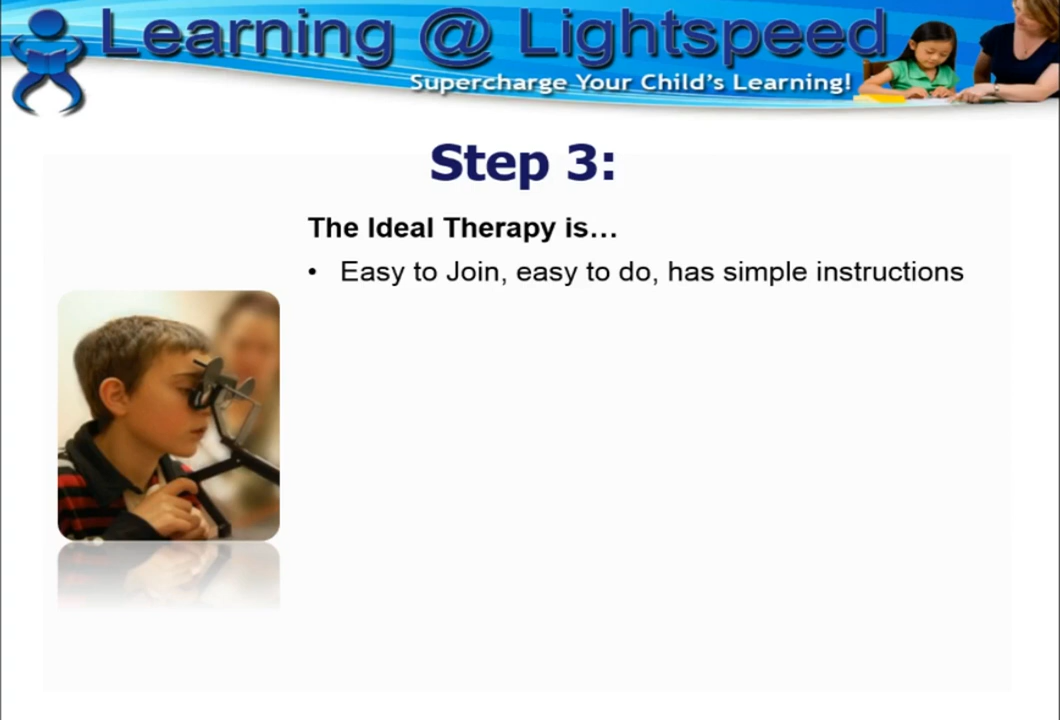 Learning @ Lightspeed
Supercharge Your Child's Learning!
Step 3:
The Ideal Therapy is...
• Easy to Join, easy to do, has simple instructions